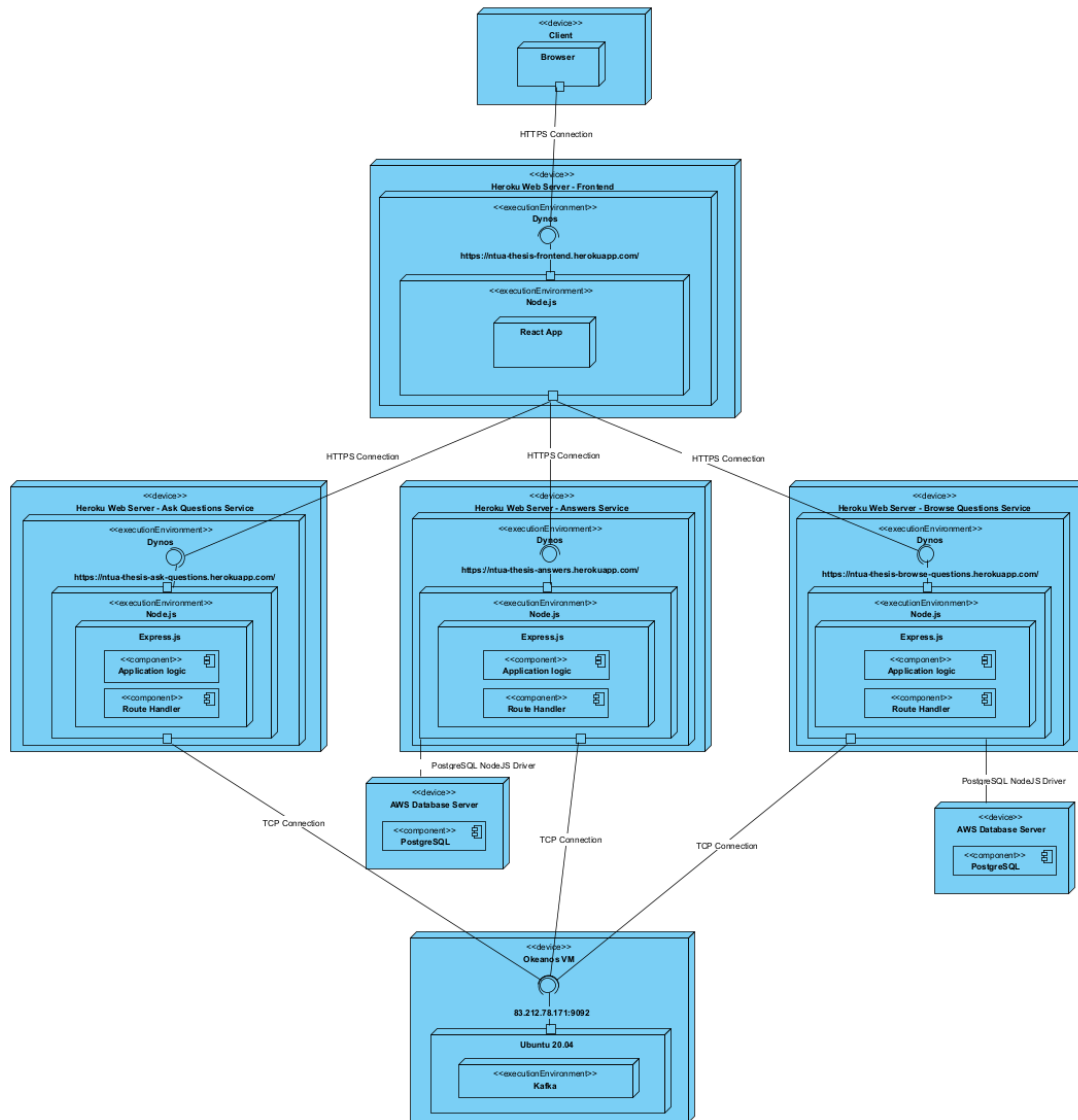 <<device>>
Client
Browser
HTTPS Connection
<<device>>
Heroku Web Server - Frontend
<<executionEnvironment>>
Dynos
https://ntua-thesis-frontend.herokuapp.com/
<<executionEnvironment>>
Node.js
React App
HTTPS Connection
HTTPS Connection
HTTPS Connection
<<device>>
Heroku Web Server - Ask Questions Service
<<executionEnvironment>>
Dynos
https://ntua-thesis-ask-questions.herokuapp.com/
<<executionEnvironment>>
Node.js
Express.js
<<component>>
Application logic
<<component>>
Route Handler
<<device>>
Heroku Web Server - Answers Service
<<executionEnvironment>>
Dynos
https://ntua-thesis-answers.herokuapp.com/
<<executionEnvironment>>
Node.js
Express.js
<<component>>
Application logic
<<component>>
Route Handler
<<device>>
Heroku Web Server - Browse Questions Service
<<executionEnvironment>>
Dynos
https://ntua-thesis-browse-questions.herokuapp.com/
<<executionEnvironment>>
Node.js
Express.js
<<component>>
Application logic
<<component>>
Route Handler
PostgreSQL NodeJS Driver
<<device>>
AWS Database Server
<<component>>
PostgreSQL
PostgreSQL NodeJS Driver
<<device>>
AWS Database Server
<<component>>
PostgreSQL
TCP Connection
TCP Connection
TCP Connection
<<device>>
Okeanos VM
83.212.78.171:9092
Ubuntu 20.04
<<executionEnvironment>>
Kafka